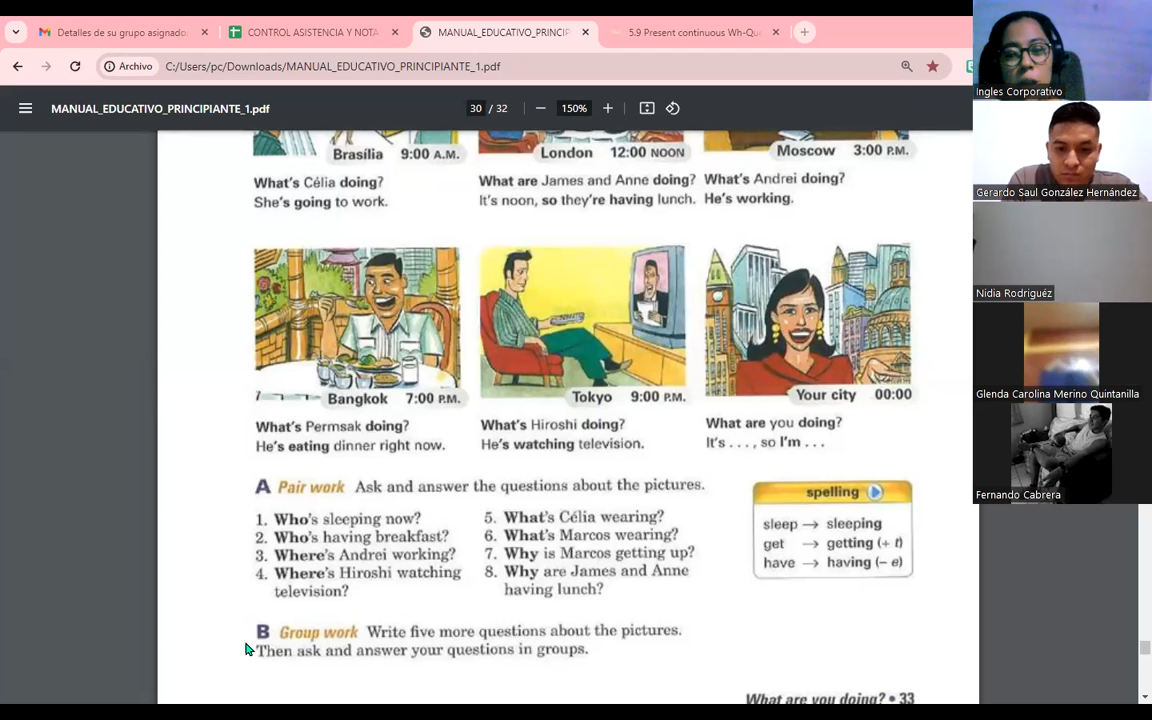 Detalles de su grupo asignado
CONTROL ASISTENCIA Y NOTA
MANUAL_EDUCATIVO_PRINCIP
5.9 Present continuous Wh-Qu
Archivo
C:/Users/pc/Downloads/MANUAL_EDUCATIVO_PRINCIPIANTE_1.pdf
MANUAL_EDUCATIVO_PRINCIPIANTE_1.pdf
30 / 32
150%
Ingles Corporativo
Gerardo Saul González Hernández
Nidia Rodriguéz
Glenda Carolina Merino Quintanilla
Fernando Cabrera
Brasília 9:00 A.M.
London 12:00 NOON
Moscow 3:00 P.M.
What's Célia doing?
She's going to work.
What are James and Anne doing?
It's noon, so they're having lunch.
What's Andrei doing?
He's working.
Bangkok 7:00 P.M.
Tokyo 9:00 P.M.
Your city 00:00
What's Permsak doing?
He's eating dinner right now.
What's Hiroshi doing?
He's watching television.
What are you doing?
It's . . . , so I'm . . .
A Pair work Ask and answer the questions about the pictures.
1. Who's sleeping now?
2. Who's having breakfast?
3. Where's Andrei working?
4. Where's Hiroshi watching
television?
5. What's Célia wearing?
6. What's Marcos wearing?
7. Why is Marcos getting up?
8. Why are James and Anne
having lunch?
spelling
sleep → sleeping
get → getting (+ t)
have → having (– e)
B Group work Write five more questions about the pictures.
Then ask and answer your questions in groups.
What are you doing? • 33